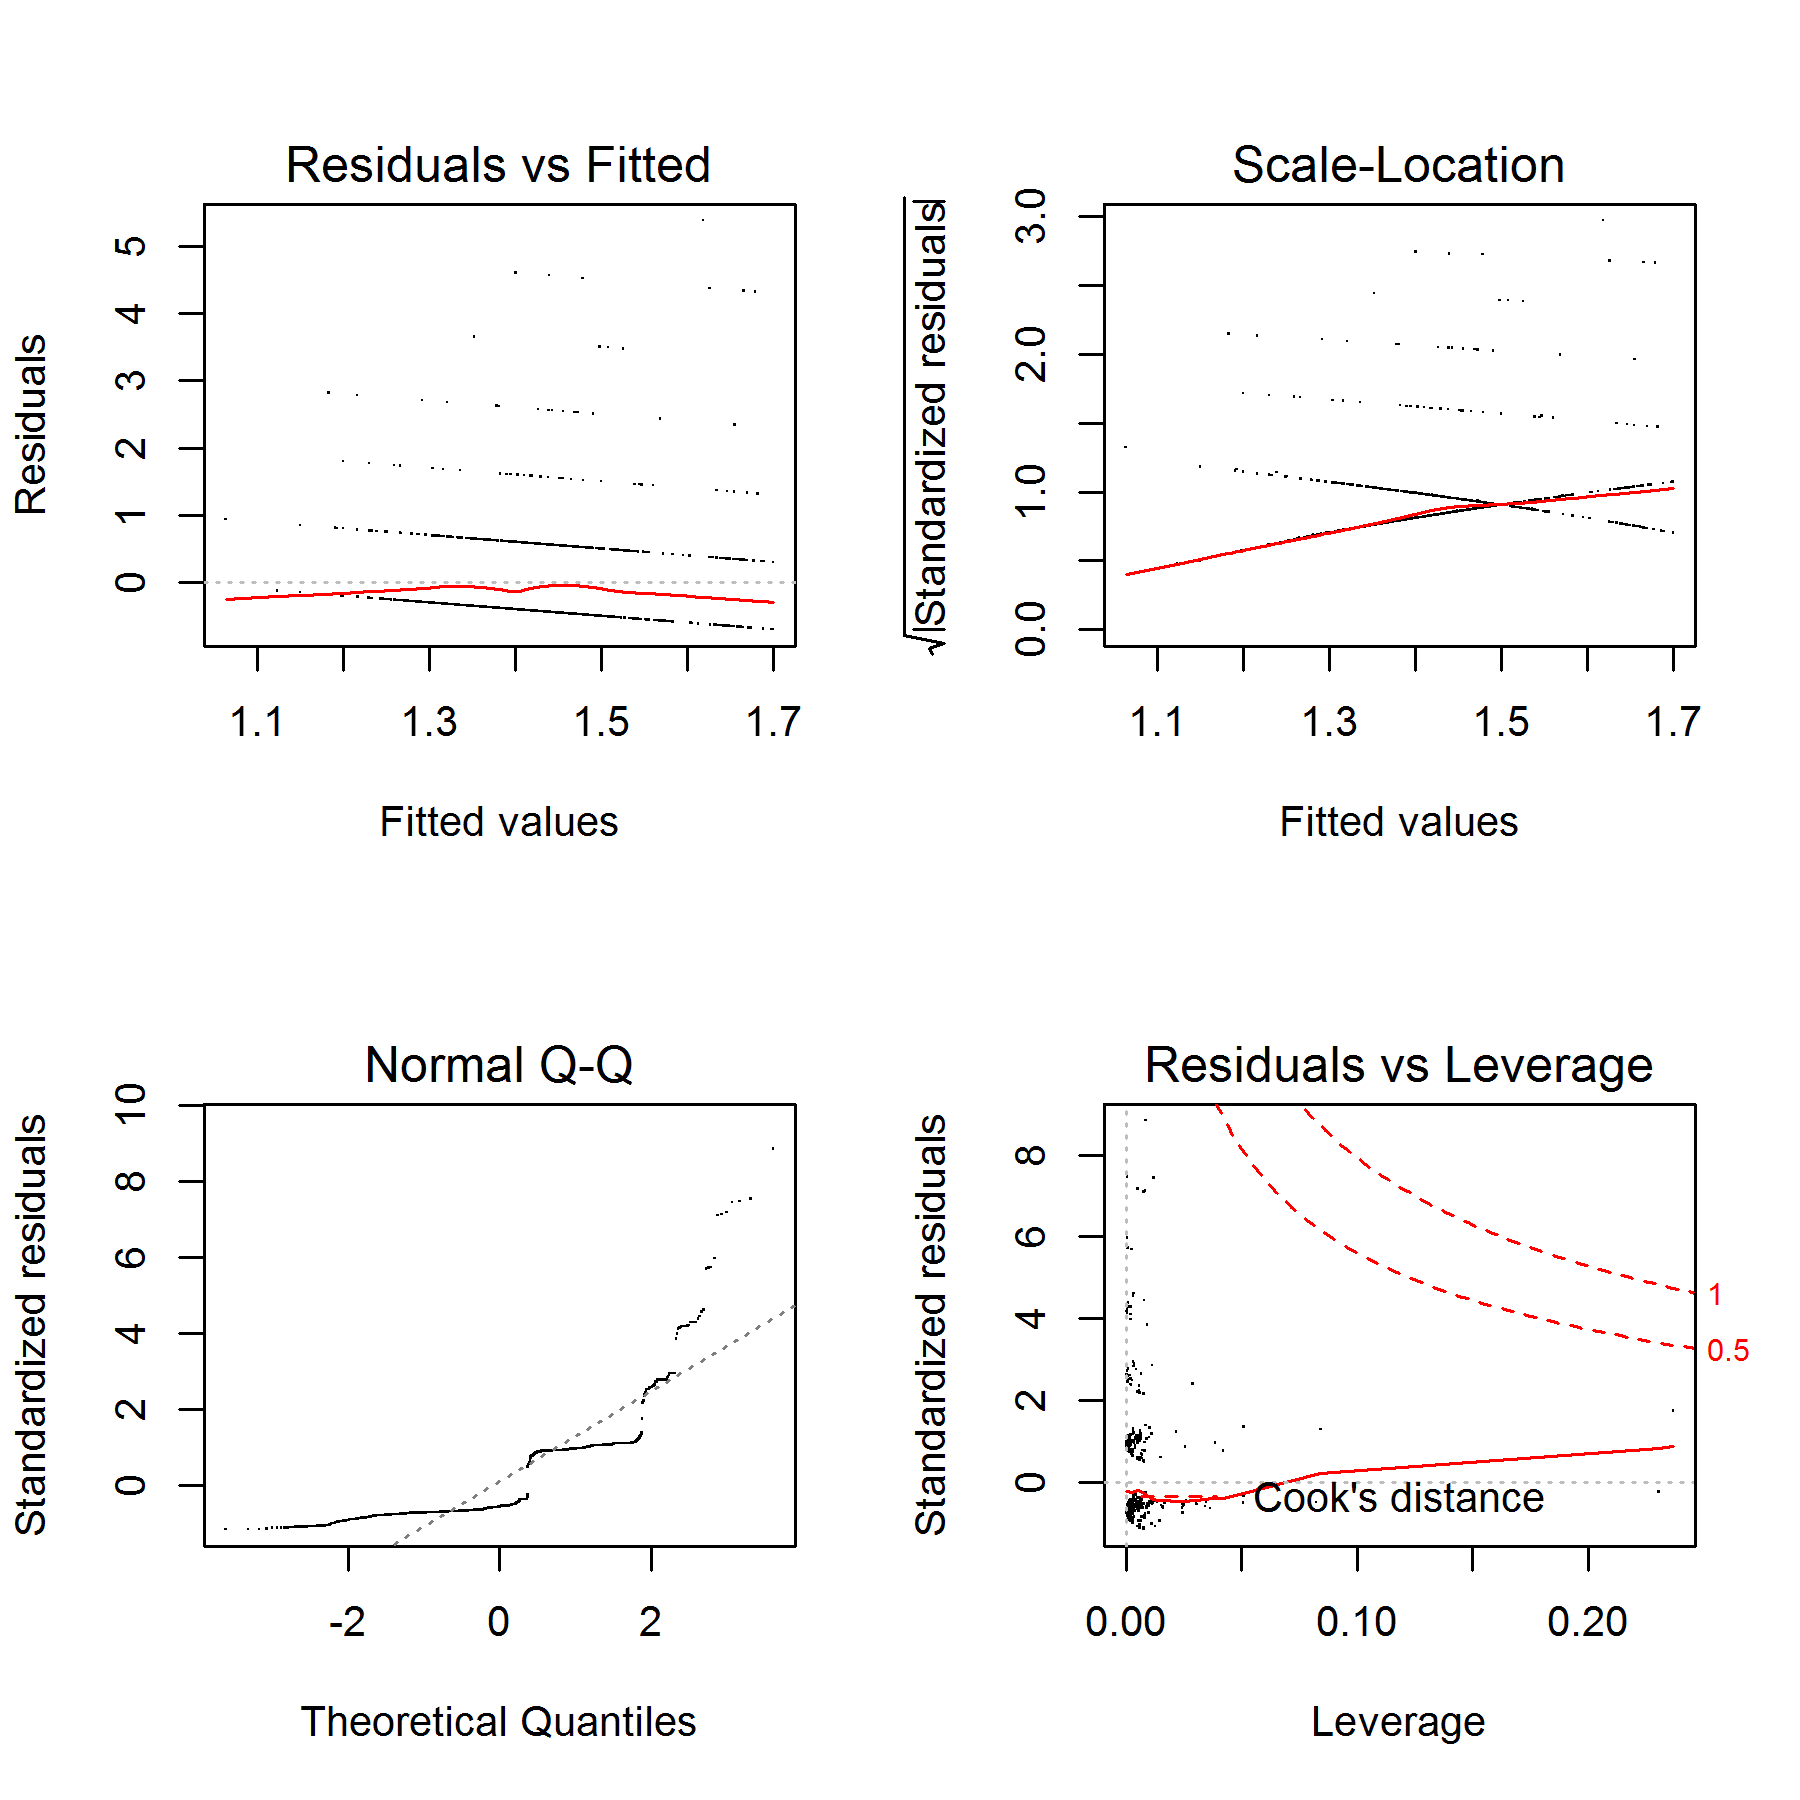 Residuals vs Fitted
Residuals
0 1 2 3 4 5
1.1 1.3 1.5 1.7
Fitted values
Scale-Location
√|Standardized residuals|
0.0 1.0 2.0 3.0
1.1 1.3 1.5 1.7
Fitted values
Normal Q-Q
Standardized residuals
0 2 4 6 8 10
-2 0 2
Theoretical Quantiles
Residuals vs Leverage
Standardized residuals
0 2 4 6 8
1
0.5
Cook's distance
0.00 0.10 0.20
Leverage